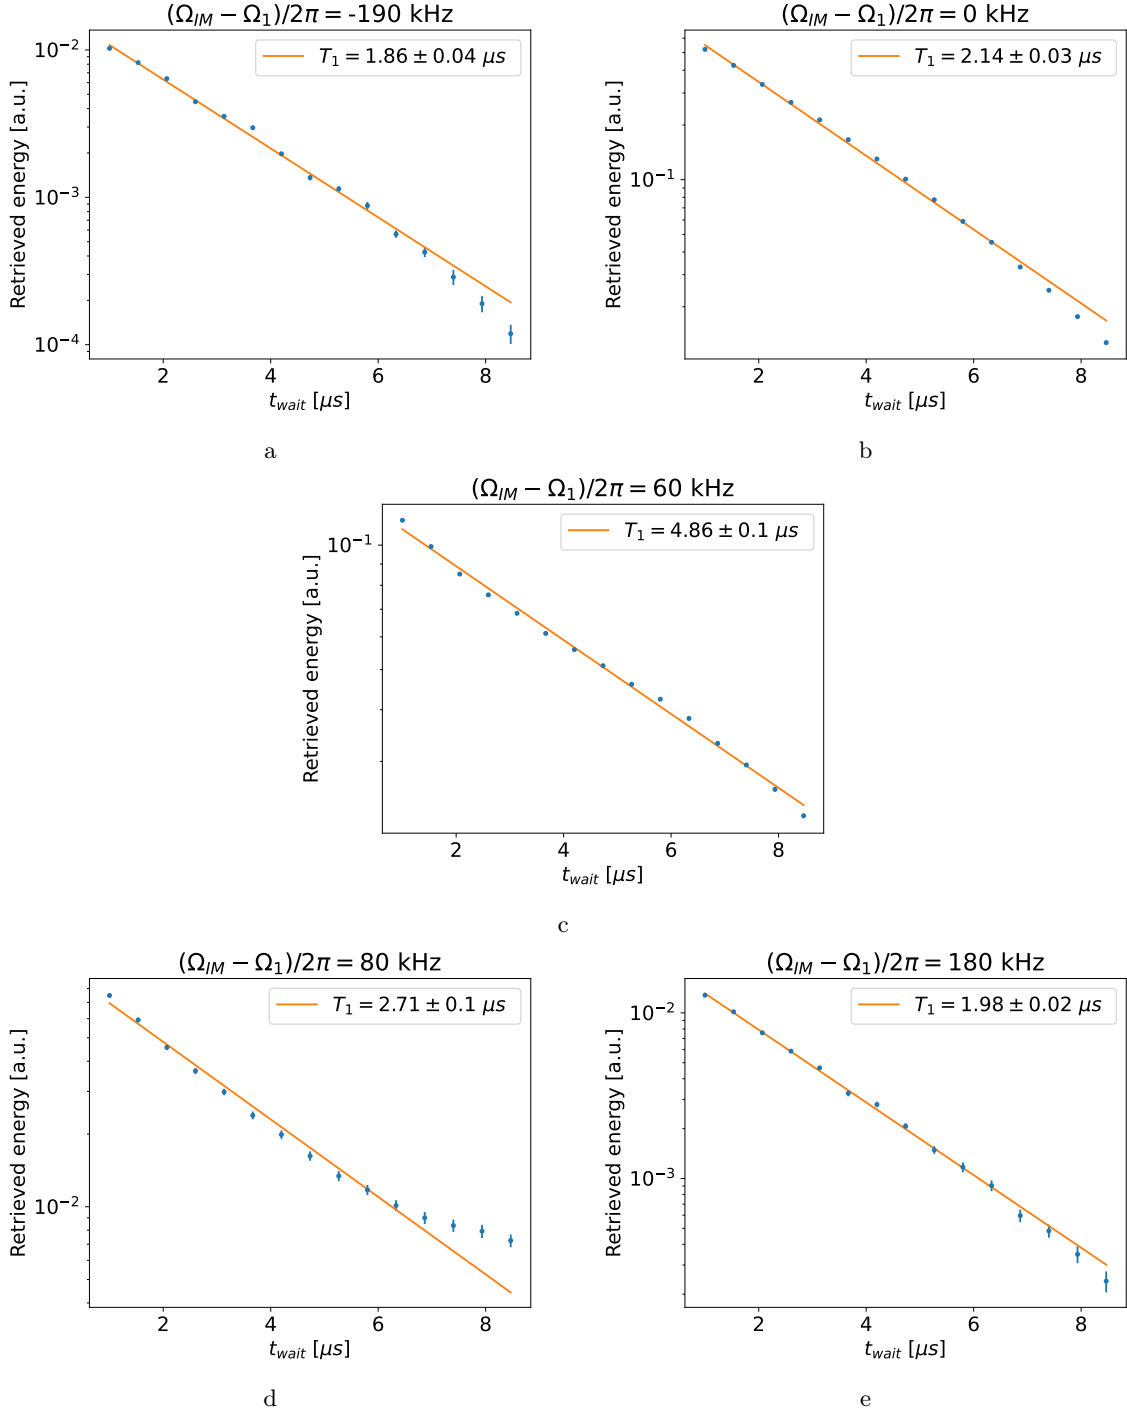 (Ω_IM − Ω_1)/2π = -190 kHz
T_1 = 1.86 ± 0.04 μs
Retrieved energy [a.u.]
10^−2
10^−3
10^−4
2 4 6 8
t_wait [μs]
a
(Ω_IM − Ω_1)/2π = 0 kHz
T_1 = 2.14 ± 0.03 μs
Retrieved energy [a.u.]
10^−1
2 4 6 8
t_wait [μs]
b
(Ω_IM − Ω_1)/2π = 60 kHz
T_1 = 4.86 ± 0.1 μs
Retrieved energy [a.u.]
10^−1
2 4 6 8
t_wait [μs]
c
(Ω_IM − Ω_1)/2π = 80 kHz
T_1 = 2.71 ± 0.1 μs
Retrieved energy [a.u.]
10^−2
2 4 6 8
t_wait [μs]
d
(Ω_IM − Ω_1)/2π = 180 kHz
T_1 = 1.98 ± 0.02 μs
Retrieved energy [a.u.]
10^−2
10^−3
2 4 6 8
t_wait [μs]
e